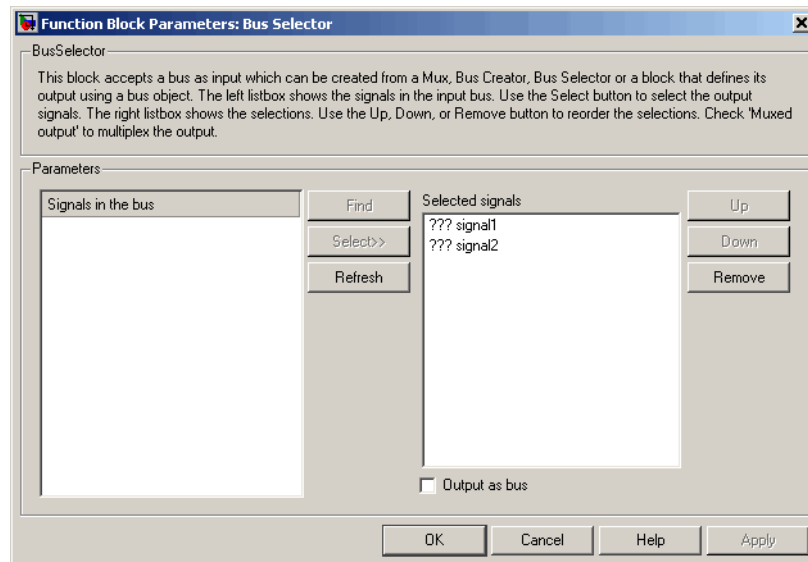 Function Block Parameters: Bus Selector
BusSelector
This block accepts a bus as input which can be created from a Mux, Bus Creator, Bus Selector or a block that defines its
output using a bus object. The left listbox shows the signals in the input bus. Use the Select button to select the output
signals. The right listbox shows the selections. Use the Up, Down, or Remove button to reorder the selections. Check 'Muxed
output' to multiplex the output.
Parameters
Signals in the bus
Find
Select>>
Refresh
Selected signals
??? signal1
??? signal2
Up
Down
Remove
Output as bus
OK
Cancel
Help
Apply